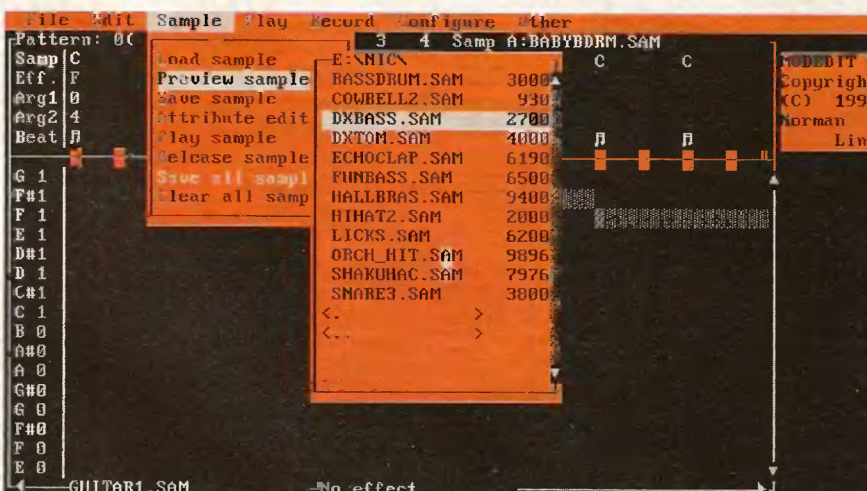 File Edit Sample Play Record Configure Other
Pattern: 0( 3 4 Samp A:BABYBDRM.SAM
Samp C
Eff. F
Arg1 0
Arg2 4
Beat ♫
G 1
F#1
F 1
E 1
D#1
D 1
C#1
C 1
B 0
A#0
A 0
G#0
G 0
F#0
F 0
E 0
Load sample
Preview sample
Save sample
Attribute edit
Play sample
Release sample
Save all sampl
Clear all samp
E:\NIC\
BASSDRUM.SAM 3000
COWBELL2.SAM 930
DXBASS.SAM 2700
DXTOM.SAM 4000
ECHOCLAP.SAM 6190
FUNBASS.SAM 6500
HALLBRAS.SAM 9400
HIHAT2.SAM 2000
LICKS.SAM 6200
ORCH_HIT.SAM 9896
SHAKUHAC.SAM 7976
SNARE3.SAM 3800
<. >
<.. >
C C
♫ ♫
MODEDIT
Copyrigh
(C) 199
Norman
Lin
GUITAR1.SAM No effect